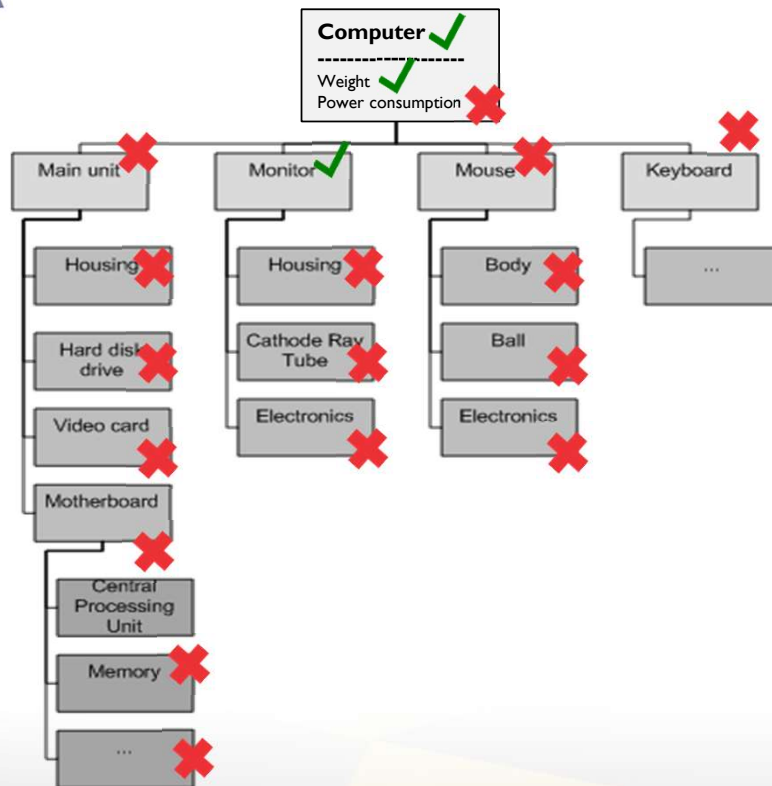 Computer
Weight
Power consumption
Main unit
Monitor
Mouse
Keyboard
Housing
Housing
Body
...
Hard disk
drive
Cathode Ray
Tube
Ball
Video card
Electronics
Electronics
Motherboard
Central
Processing
Unit
Memory
...